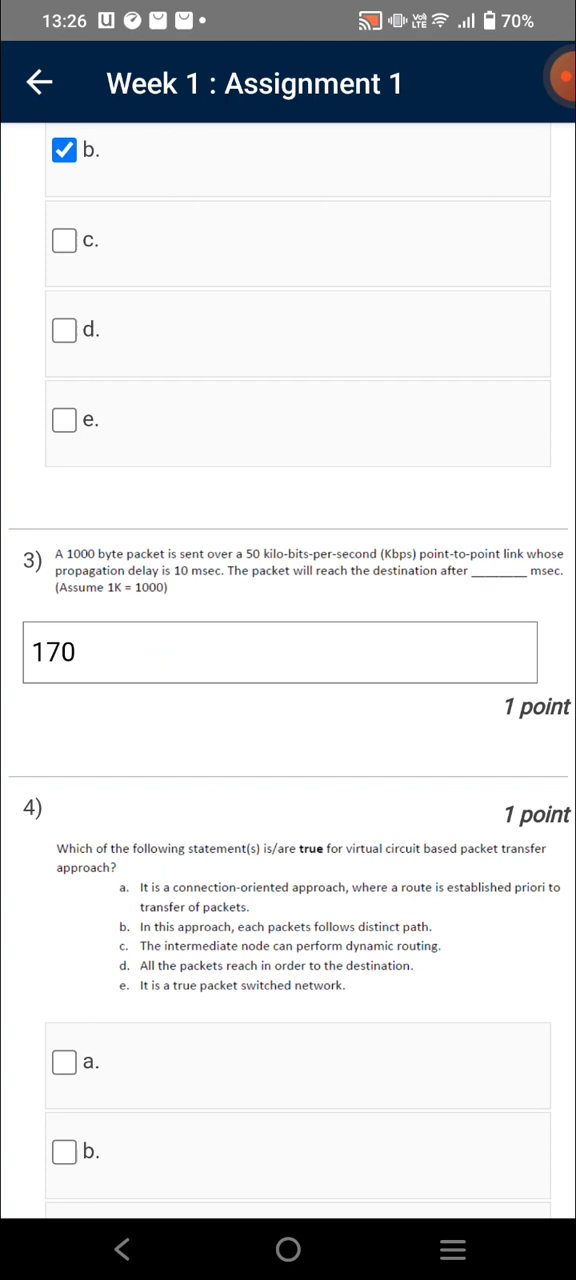 13:26 U 70%
Week 1 : Assignment 1
b.
c.
d.
e.
3) A 1000 byte packet is sent over a 50 kilo-bits-per-second (Kbps) point-to-point link whose
propagation delay is 10 msec. The packet will reach the destination after ________ msec.
(Assume 1K = 1000)
170
1 point
4)
1 point
Which of the following statement(s) is/are true for virtual circuit based packet transfer
approach?
a. It is a connection-oriented approach, where a route is established priori to
transfer of packets.
b. In this approach, each packets follows distinct path.
c. The intermediate node can perform dynamic routing.
d. All the packets reach in order to the destination.
e. It is a true packet switched network.
a.
b.